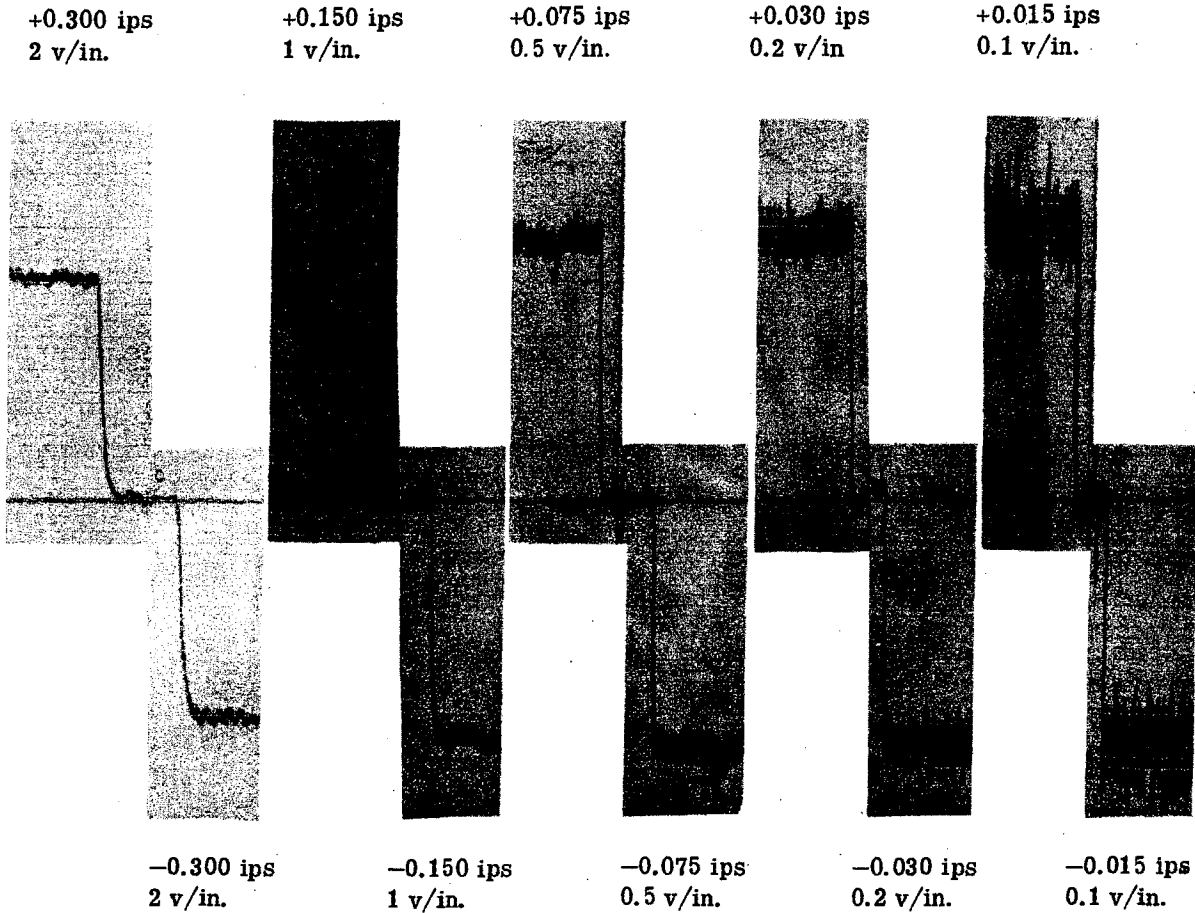 +0.300 ips
2 v/in.
+0.150 ips
1 v/in.
+0.075 ips
0.5 v/in.
+0.030 ips
0.2 v/in
+0.015 ips
0.1 v/in.
−0.300 ips
2 v/in.
−0.150 ips
1 v/in.
−0.075 ips
0.5 v/in.
−0.030 ips
0.2 v/in.
−0.015 ips
0.1 v/in.